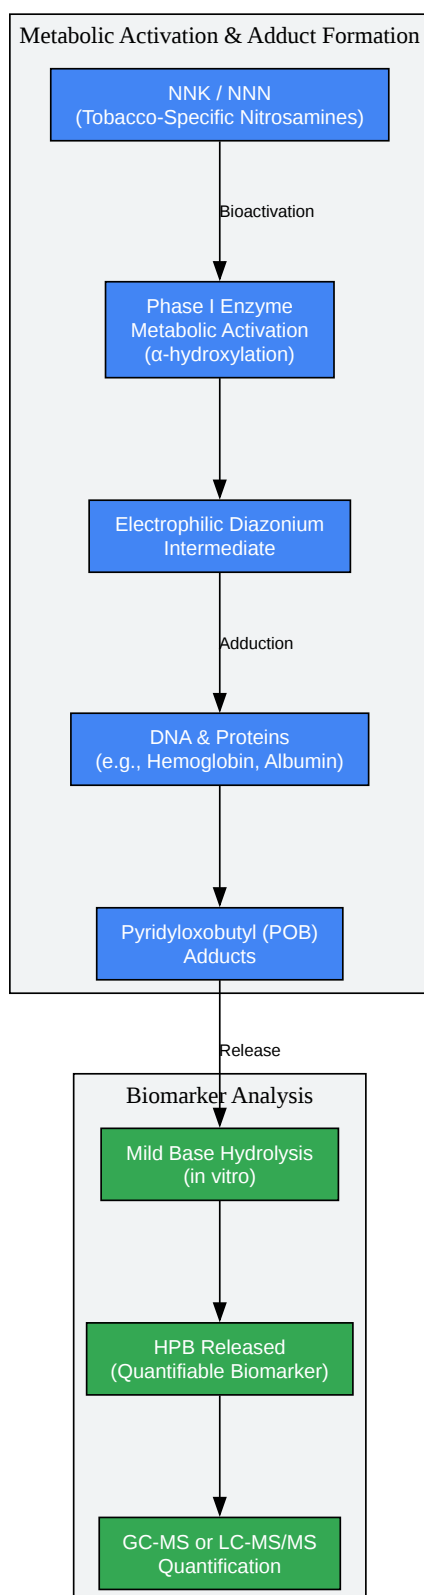 Metabolic Activation & Adduct Formation
NNK / NNN
(Tobacco-Specific Nitrosamines)
Bioactivation
Phase I Enzyme
Metabolic Activation
(α-hydroxylation)
Electrophilic Diazonium
Intermediate
Adduction
DNA & Proteins
(e.g., Hemoglobin, Albumin)
Pyridyloxobutyl (POB)
Adducts
Release
Biomarker Analysis
Mild Base Hydrolysis
(in vitro)
HPB Released
(Quantifiable Biomarker)
GC-MS or LC-MS/MS
Quantification